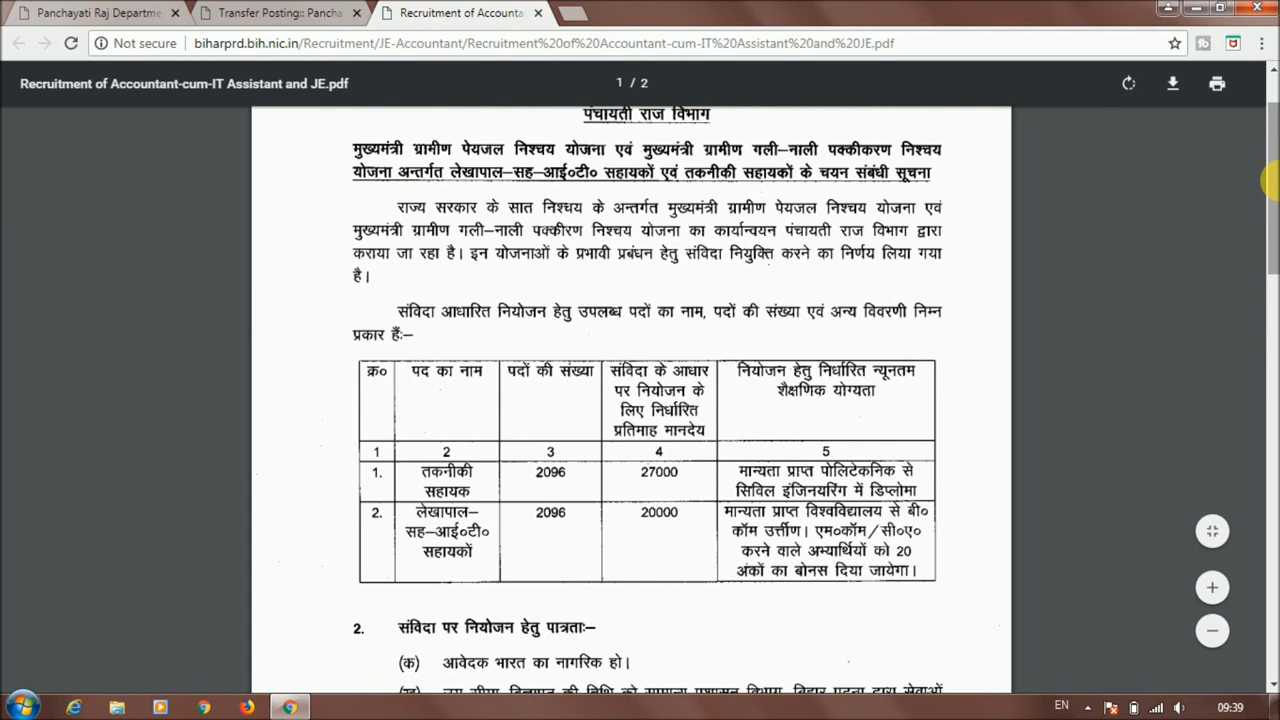 Panchayati Raj Departme
Transfer Posting:: Pancha
Recruitment of Accounta
Not secure
biharprd.bih.nic.in/Recruitment/JE-Accountant/Recruitment%20of%20Accountant-cum-IT%20Assistant%20and%20JE.pdf
Recruitment of Accountant-cum-IT Assistant and JE.pdf
1 / 2
पंचायती राज विभाग
मुख्यमंत्री ग्रामीण पेयजल निश्चय योजना एवं मुख्यमंत्री ग्रामीण गली–नाली पक्कीकरण निश्चय
योजना अन्तर्गत लेखापाल–सह–आई०टी० सहायकों एवं तकनीकी सहायकों के चयन संबंधी सूचना
राज्य सरकार के सात निश्चय के अन्तर्गत मुख्यमंत्री ग्रामीण पेयजल निश्चय योजना एवं
मुख्यमंत्री ग्रामीण गली–नाली पक्कीरण निश्चय योजना का कार्यान्वयन पंचायती राज विभाग द्वारा
कराया जा रहा है। इन योजनाओं के प्रभावी प्रबंधन हेतु संविदा नियुक्ति करने का निर्णय लिया गया
है।
संविदा आधारित नियोजन हेतु उपलब्ध पदों का नाम, पदों की संख्या एवं अन्य विवरणी निम्न
प्रकार हैं:–
क्र० पद का नाम पदों की संख्या संविदा के आधार नियोजन हेतु निर्धारित न्यूनतम
पर नियोजन के शैक्षणिक योग्यता
लिए निर्धारित
प्रतिमाह मानदेय
1 2 3 4 5
1. तकनीकी 2096 27000 मान्यता प्राप्त पोलिटेकनिक से
सहायक सिविल इंजिनयरिंग में डिप्लोमा
2. लेखापाल– 2096 20000 मान्यता प्राप्त विश्वविद्यालय से बी०
सह–आई०टी० कॉम उर्त्तीण। एम०कॉम/सी०ए०
सहायकों करने वाले अभ्यार्थियों को 20
अंकों का बोनस दिया जायेगा।
2. संविदा पर नियोजन हेतु पात्रताः–
(क) आवेदक भारत का नागरिक हो।
EN
09:39